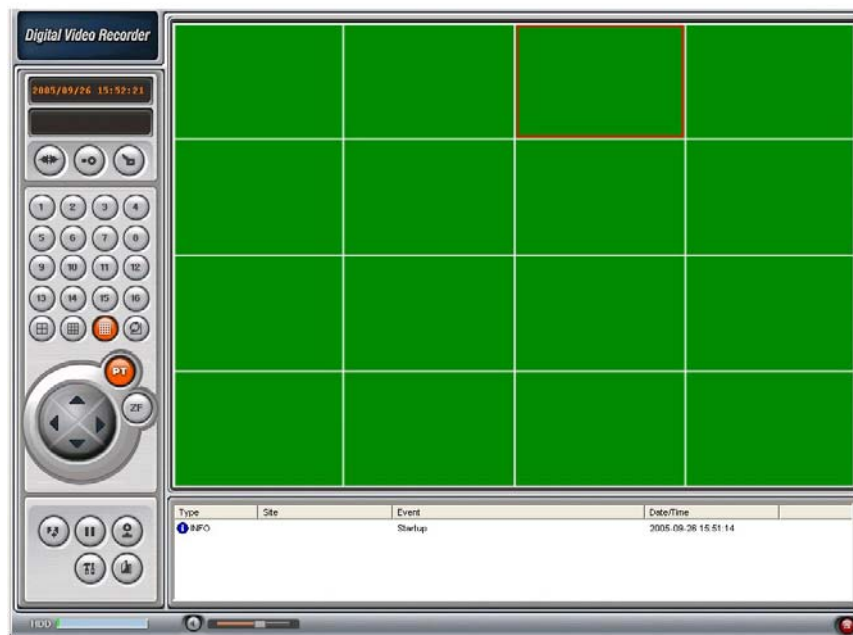 Digital Video Recorder
2005/09/26 15:52:21
1 2 3 4
5 6 7 8
9 10 11 12
13 14 15 16
PT
ZF
Type Site Event Date/Time
INFO Startup 2005-09-26 15:51:14
HDD